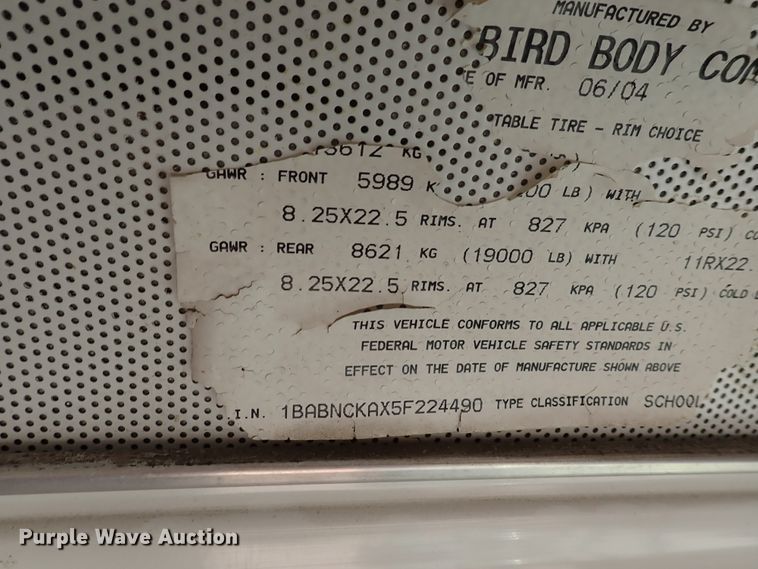 MANUFACTURED BY
BIRD BODY COM
E OF MFR. 06/04
TABLE TIRE - RIM CHOICE
13612 KG
GAWR : FRONT 5989 K 00 LB) WITH
8.25X22.5 RIMS. AT 827 KPA (120 PSI) CO
GAWR : REAR 8621 KG (19000 LB) WITH 11RX22.
8.25X22.5 RIMS. AT 827 KPA (120 PSI) COLD
THIS VEHICLE CONFORMS TO ALL APPLICABLE U.S.
FEDERAL MOTOR VEHICLE SAFETY STANDARDS IN
EFFECT ON THE DATE OF MANUFACTURE SHOWN ABOVE
.I.N. 1BABNCKAX5F224490 TYPE CLASSIFICATION SCHOOL
Purple Wave Auction